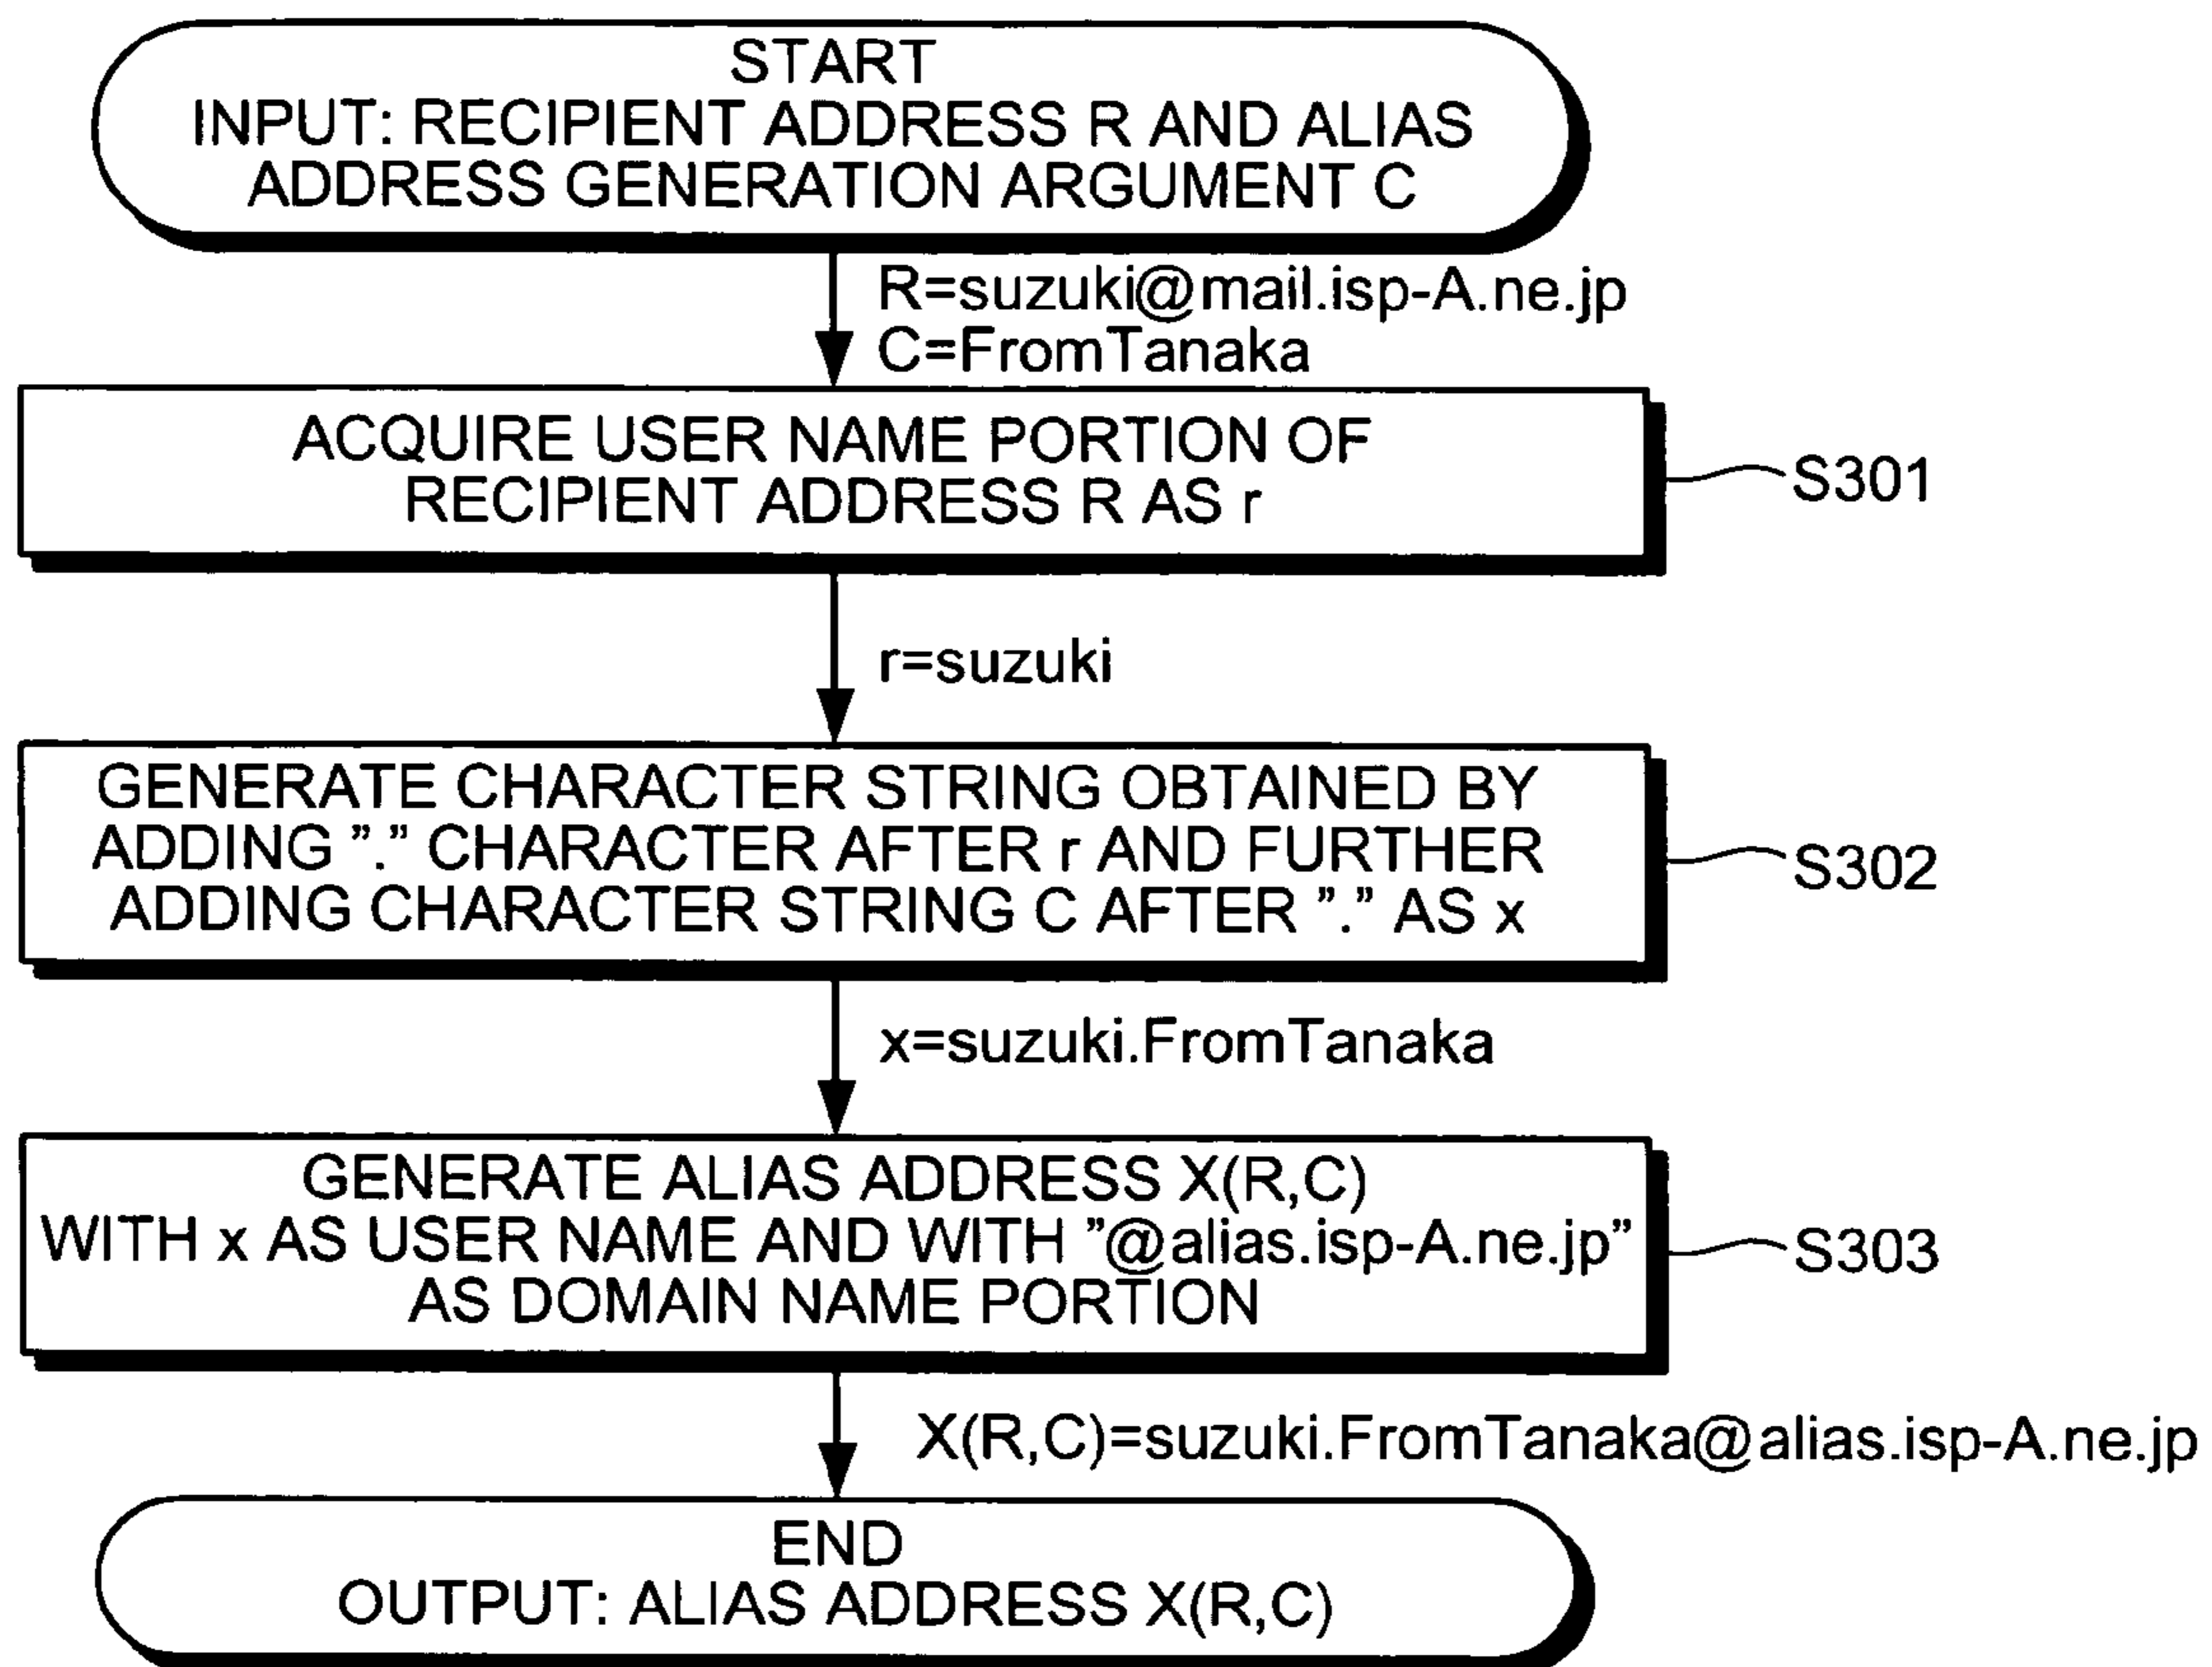 START
INPUT: RECIPIENT ADDRESS R AND ALIAS
ADDRESS GENERATION ARGUMENT C
R=suzuki@mail.isp-A.ne.jp
C=FromTanaka
ACQUIRE USER NAME PORTION OF
RECIPIENT ADDRESS R AS r
S301
r=suzuki
GENERATE CHARACTER STRING OBTAINED BY
ADDING ”.” CHARACTER AFTER r AND FURTHER
ADDING CHARACTER STRING C AFTER ”.” AS x
S302
x=suzuki.FromTanaka
GENERATE ALIAS ADDRESS X(R,C)
WITH x AS USER NAME AND WITH ”@alias.isp-A.ne.jp”
AS DOMAIN NAME PORTION
S303
X(R,C)=suzuki.FromTanaka@alias.isp-A.ne.jp
END
OUTPUT: ALIAS ADDRESS X(R,C)